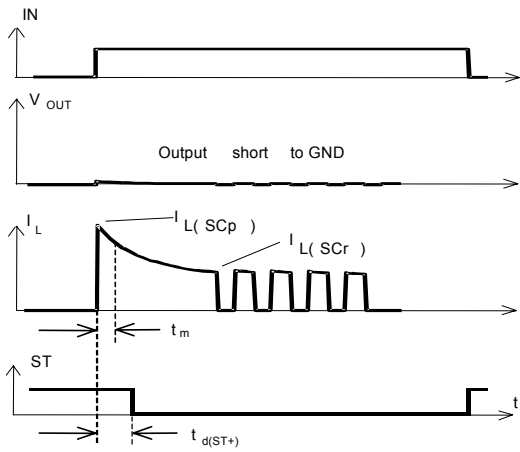 IN
V OUT
Output short to GND
I L
I L( SCp )
I L( SCr )
t m
ST
t
t d(ST+)